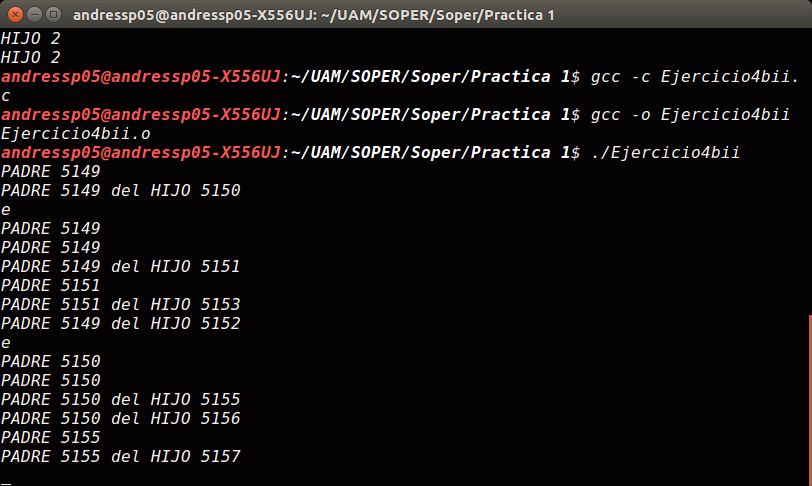 andressp05@andressp05-X556UJ: ~/UAM/SOPER/Soper/Practica 1
HIJO 2
HIJO 2
andressp05@andressp05-X556UJ:~/UAM/SOPER/Soper/Practica 1$ gcc -c Ejercicio4bii.
c
andressp05@andressp05-X556UJ:~/UAM/SOPER/Soper/Practica 1$ gcc -o Ejercicio4bii
Ejercicio4bii.o
andressp05@andressp05-X556UJ:~/UAM/SOPER/Soper/Practica 1$ ./Ejercicio4bii
PADRE 5149
PADRE 5149 del HIJO 5150
e
PADRE 5149
PADRE 5149
PADRE 5149 del HIJO 5151
PADRE 5151
PADRE 5151 del HIJO 5153
PADRE 5149 del HIJO 5152
e
PADRE 5150
PADRE 5150
PADRE 5150 del HIJO 5155
PADRE 5150 del HIJO 5156
PADRE 5155
PADRE 5155 del HIJO 5157